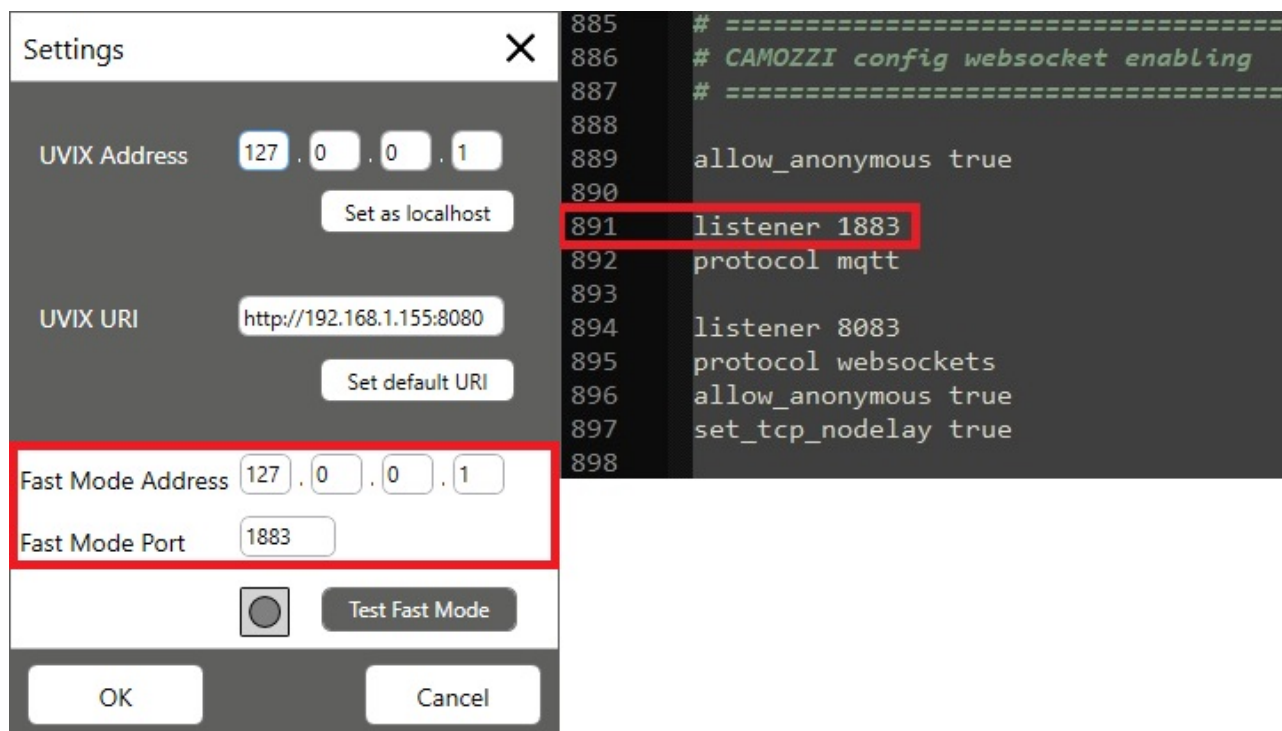 Settings
UVIX Address 127 . 0 . 0 . 1
Set as localhost
UVIX URI http://192.168.1.155:8080
Set default URI
Fast Mode Address 127 . 0 . 0 . 1
Fast Mode Port 1883
Test Fast Mode
OK Cancel
885 # ===================================
886 # CAMOZZI config websocket enabling
887 # ===================================
888
889 allow_anonymous true
890
891 listener 1883
892 protocol mqtt
893
894 listener 8083
895 protocol websockets
896 allow_anonymous true
897 set_tcp_nodelay true
898